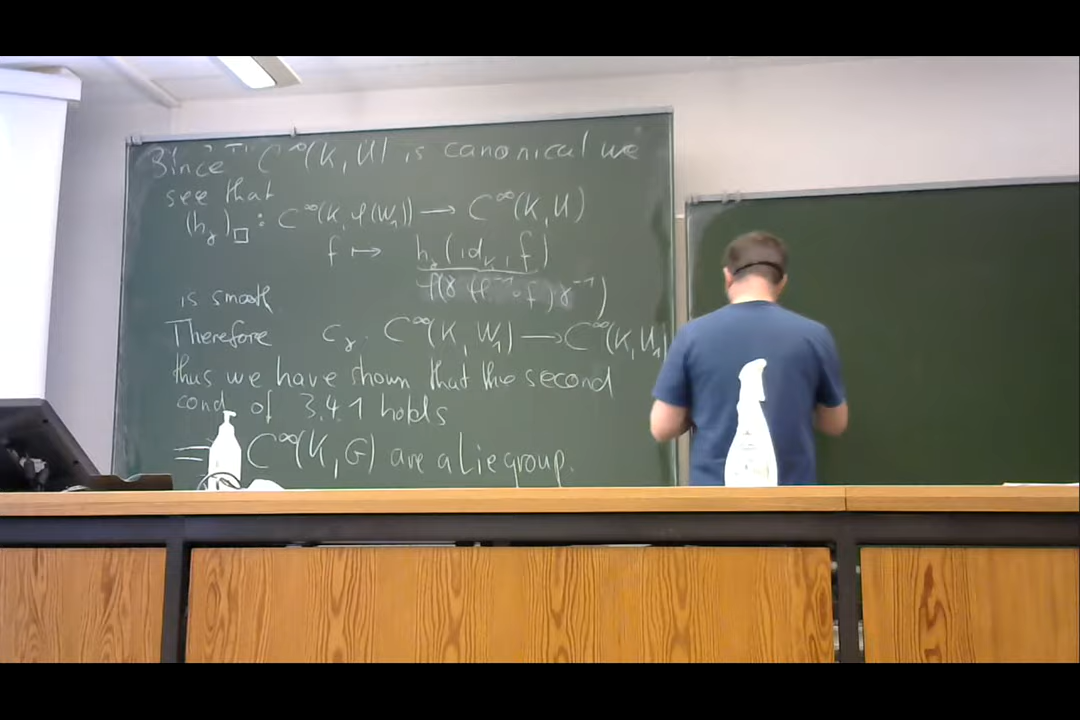 Since C^∞(K, U) is canonical we
see that
(h_γ)_□ : C^∞(K, φ(W_1)) → C^∞(K, U)
f ↦ h_γ(id_K, f)
φ(γ φ^{-1}∘f) γ^{-1})
is smooth
Therefore c_γ. C^∞(K, W_1) → C^∞(K, U_1)
thus we have shown that the second
cond of 3.4.1 holds
⇒ C^∞(K, G) are a Lie group.